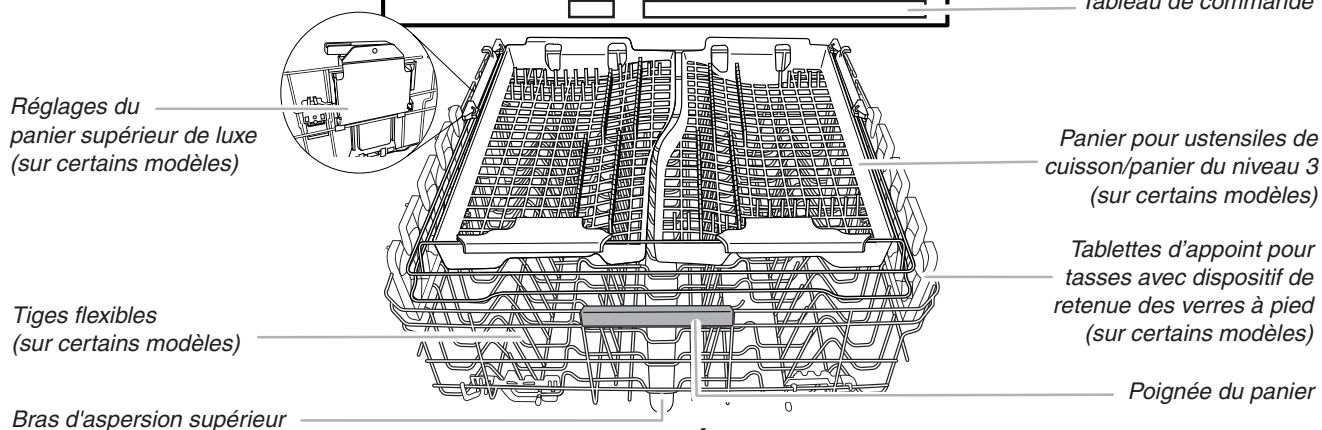 Tableau de commande
Réglages du
panier supérieur de luxe
(sur certains modèles)
Panier pour ustensiles de
cuisson/panier du niveau 3
(sur certains modèles)
Tablettes d’appoint pour
tasses avec dispositif de
retenue des verres à pied
(sur certains modèles)
Tiges flexibles
(sur certains modèles)
Poignée du panier
Bras d'aspersion supérieur